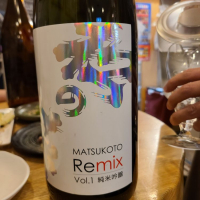 MATSUKOTO
Remix
Vol.1 純米吟醸